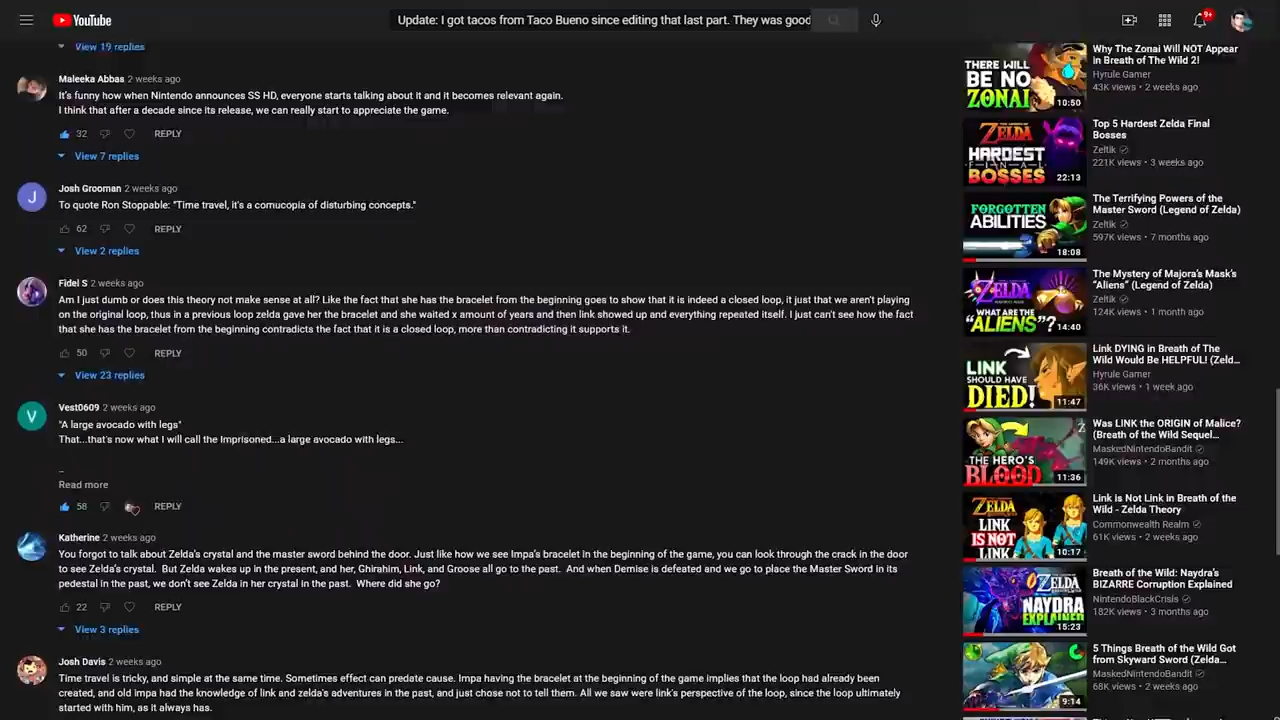 YouTube
Update: I got tacos from Taco Bueno since editing that last part. They was good
9+
View 19 replies
Maleeka Abbas 2 weeks ago
It's funny how when Nintendo announces SS HD, everyone starts talking about it and it becomes relevant again.
I think that after a decade since its release, we can really start to appreciate the game.
32 REPLY
View 7 replies
J
Josh Grooman 2 weeks ago
To quote Ron Stoppable: "Time travel, it's a cornucopia of disturbing concepts."
62 REPLY
View 2 replies
Fidel S 2 weeks ago
Am I just dumb or does this theory not make sense at all? Like the fact that she has the bracelet from the beginning goes to show that it is indeed a closed loop, it just that we aren't playing
on the original loop, thus in a previous loop zelda gave her the bracelet and she waited x amount of years and then link showed up and everything repeated itself. I just can't see how the fact
that she has the bracelet from the beginning contradicts the fact that it is a closed loop, more than contradicting it supports it.
50 REPLY
View 23 replies
V
Vest0609 2 weeks ago
"A large avocado with legs"
That...that's now what I will call the Imprisoned...a large avocado with legs...
..
Read more
58 REPLY
Katherine 2 weeks ago
You forgot to talk about Zelda's crystal and the master sword behind the door. Just like how we see Impa's bracelet in the beginning of the game, you can look through the crack in the door
to see Zelda's crystal. But Zelda wakes up in the present, and her, Ghirahim, Link, and Groose all go to the past. And when Demise is defeated and we go to place the Master Sword in its
pedestal in the past, we don't see Zelda in her crystal in the past. Where did she go?
22 REPLY
View 3 replies
Josh Davis 2 weeks ago
Time travel is tricky, and simple at the same time. Sometimes effect can predate cause. Impa having the bracelet at the beginning of the game implies that the loop had already been
created, and old impa had the knowledge of link and zelda's adventures in the past, and just chose not to tell them. All we saw were link's perspective of the loop, since the loop ultimately
started with him, as it always has.
THERE WILL
BE NO
ZONAI
10:50
Why The Zonai Will NOT Appear
in Breath of The Wild 2!
Hyrule Gamer
43K views • 2 weeks ago
ZELDA
HARDEST
FINAL
BOSSES
22:13
Top 5 Hardest Zelda Final
Bosses
Zeltik
221K views • 3 weeks ago
FORGOTTEN
ABILITIES
18:08
The Terrifying Powers of the
Master Sword (Legend of Zelda)
Zeltik
597K views • 7 months ago
ZELDA
WHAT ARE THE
"ALIENS"?
14:40
The Mystery of Majora's Mask's
"Aliens" (Legend of Zelda)
Zeltik
124K views • 1 month ago
LINK
SHOULD HAVE
DIED!
11:47
Link DYING in Breath of The
Wild Would Be HELPFUL! (Zeld...
Hyrule Gamer
36K views • 1 week ago
THE HERO'S
BLOOD
11:36
Was LINK the ORIGIN of Malice?
(Breath of the Wild Sequel...
MaskedNintendoBandit
149K views • 2 months ago
ZELDA
LINK
IS NOT
LINK
10:17
Link is Not Link in Breath of the
Wild - Zelda Theory
Commonwealth Realm
61K views • 2 weeks ago
ZELDA
NAYDRA
EXPLAINED
15:23
Breath of the Wild: Naydra's
BIZARRE Corruption Explained
NintendoBlackCrisis
182K views • 3 months ago
9:14
5 Things Breath of the Wild Got
from Skyward Sword (Zelda...
MaskedNintendoBandit
68K views • 2 weeks ago